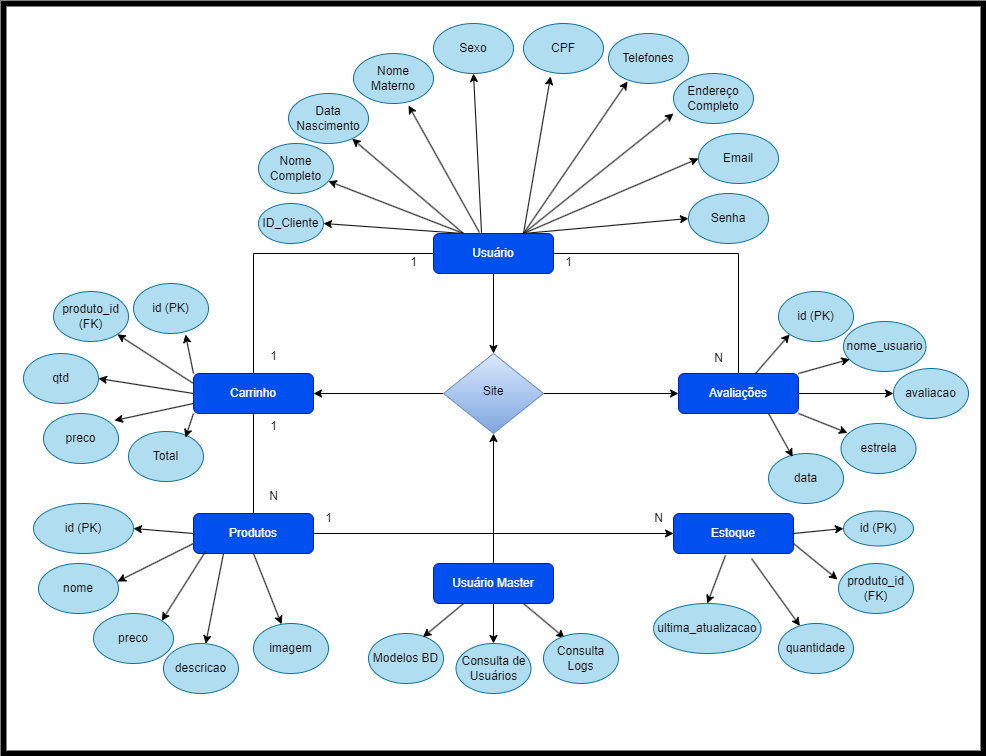 Sexo
CPF
Telefones
Nome
Materno
Endereço
Completo
Data
Nascimento
Email
Nome
Completo
Senha
ID_Cliente
Usuário
1
1
id (PK)
produto_id
(FK)
id (PK)
nome_usuario
1
N
qtd
Carrinho
Site
Avaliações
avaliacao
preco
1
Total
estrela
data
N
id (PK)
Produtos
1
N
Estoque
id (PK)
nome
Usuário Master
produto_id
(FK)
preco
descricao
imagem
Modelos BD
Consulta de
Usuários
Consulta
Logs
ultima_atualizacao
quantidade